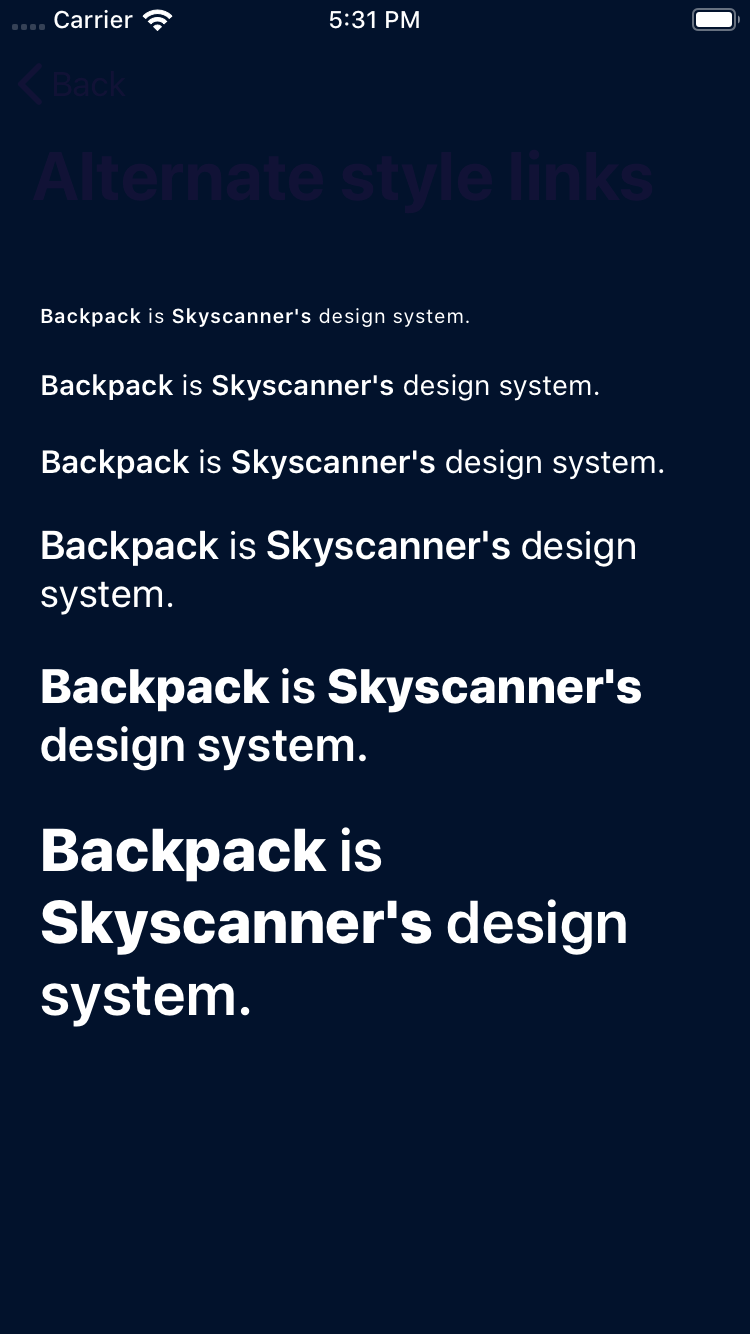 Carrier 5:31 PM
Back
Alternate style links
Backpack is Skyscanner's design system.
Backpack is Skyscanner's design system.
Backpack is Skyscanner's design system.
Backpack is Skyscanner's design
system.
Backpack is Skyscanner's
design system.
Backpack is
Skyscanner's design
system.